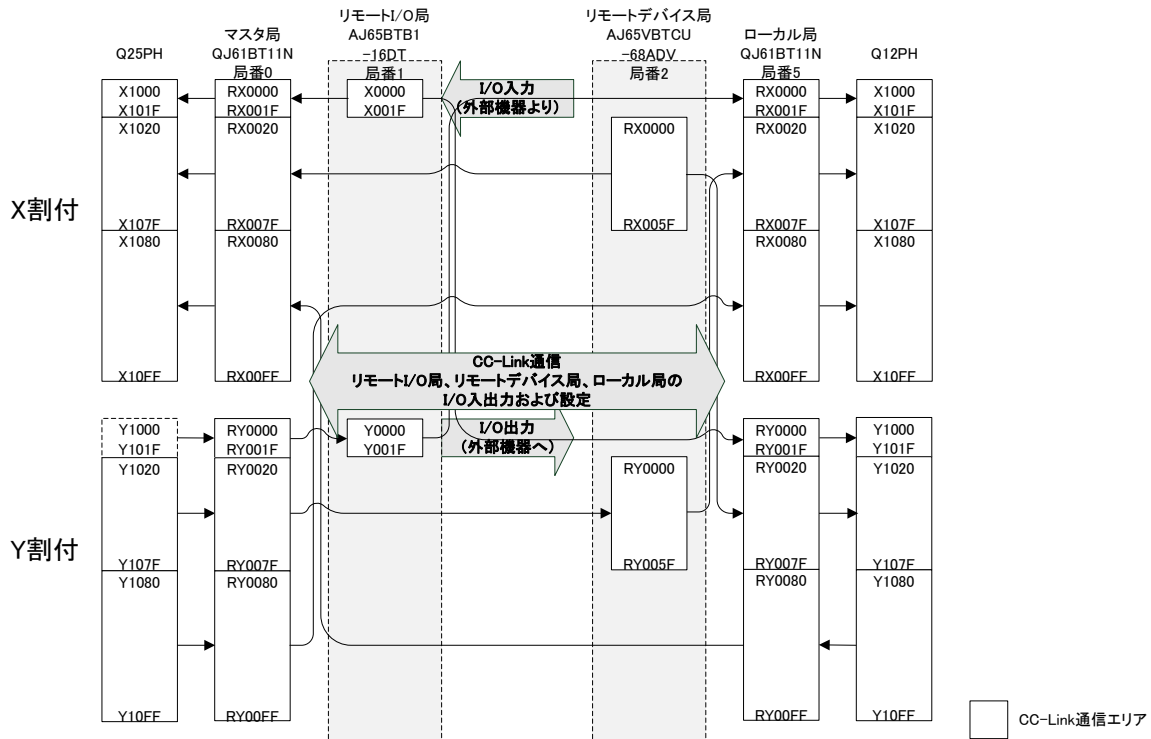 リモートI/O局
リモートデバイス局
マスタ局
AJ65BTB1
AJ65VBTCU
ローカル局
Q25PH
QJ61BT11N
-16DT
-68ADV
QJ61BT11N
Q12PH
局番0
局番1
局番2
局番5
X1000
RX0000
X0000
I/O入力
RX0000
X1000
X101F
RX001F
X001F
(外部機器より)
RX001F
X101F
X1020
RX0020
RX0000
RX0020
X1020
X割付
X107F
RX007F
RX005F
RX007F
X107F
X1080
RX0080
RX0080
X1080
CC-Link通信
リモートI/O局、リモートデバイス局、ローカル局の
I/O入出力および設定
X10FF
RX00FF
RX00FF
X10FF
Y1000
RY0000
Y0000
I/O出力
RY0000
Y1000
Y101F
RY001F
Y001F
(外部機器へ)
RY001F
Y101F
Y1020
RY0020
RY0000
RY0020
Y1020
Y割付
Y107F
RY007F
RY005F
RY007F
Y107F
Y1080
RY0080
RY0080
Y1080
Y10FF
RY00FF
RY00FF
Y10FF
CC-Link通信エリア